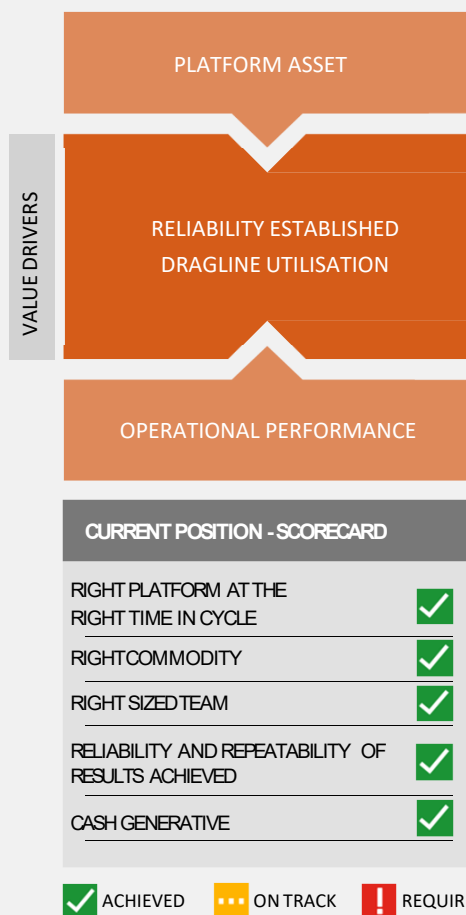 PLATFORM ASSET
VALUE DRIVERS
RELIABILITY ESTABLISHED
DRAGLINE UTILISATION
OPERATIONAL PERFORMANCE
CURRENT POSITION - SCORECARD
RIGHT PLATFORM AT THE
RIGHT TIME IN CYCLE
RIGHT COMMODITY
RIGHT SIZED TEAM
RELIABILITY AND REPEATABILITY OF
RESULTS ACHIEVED
CASH GENERATIVE
ACHIEVED ON TRACK REQUIR